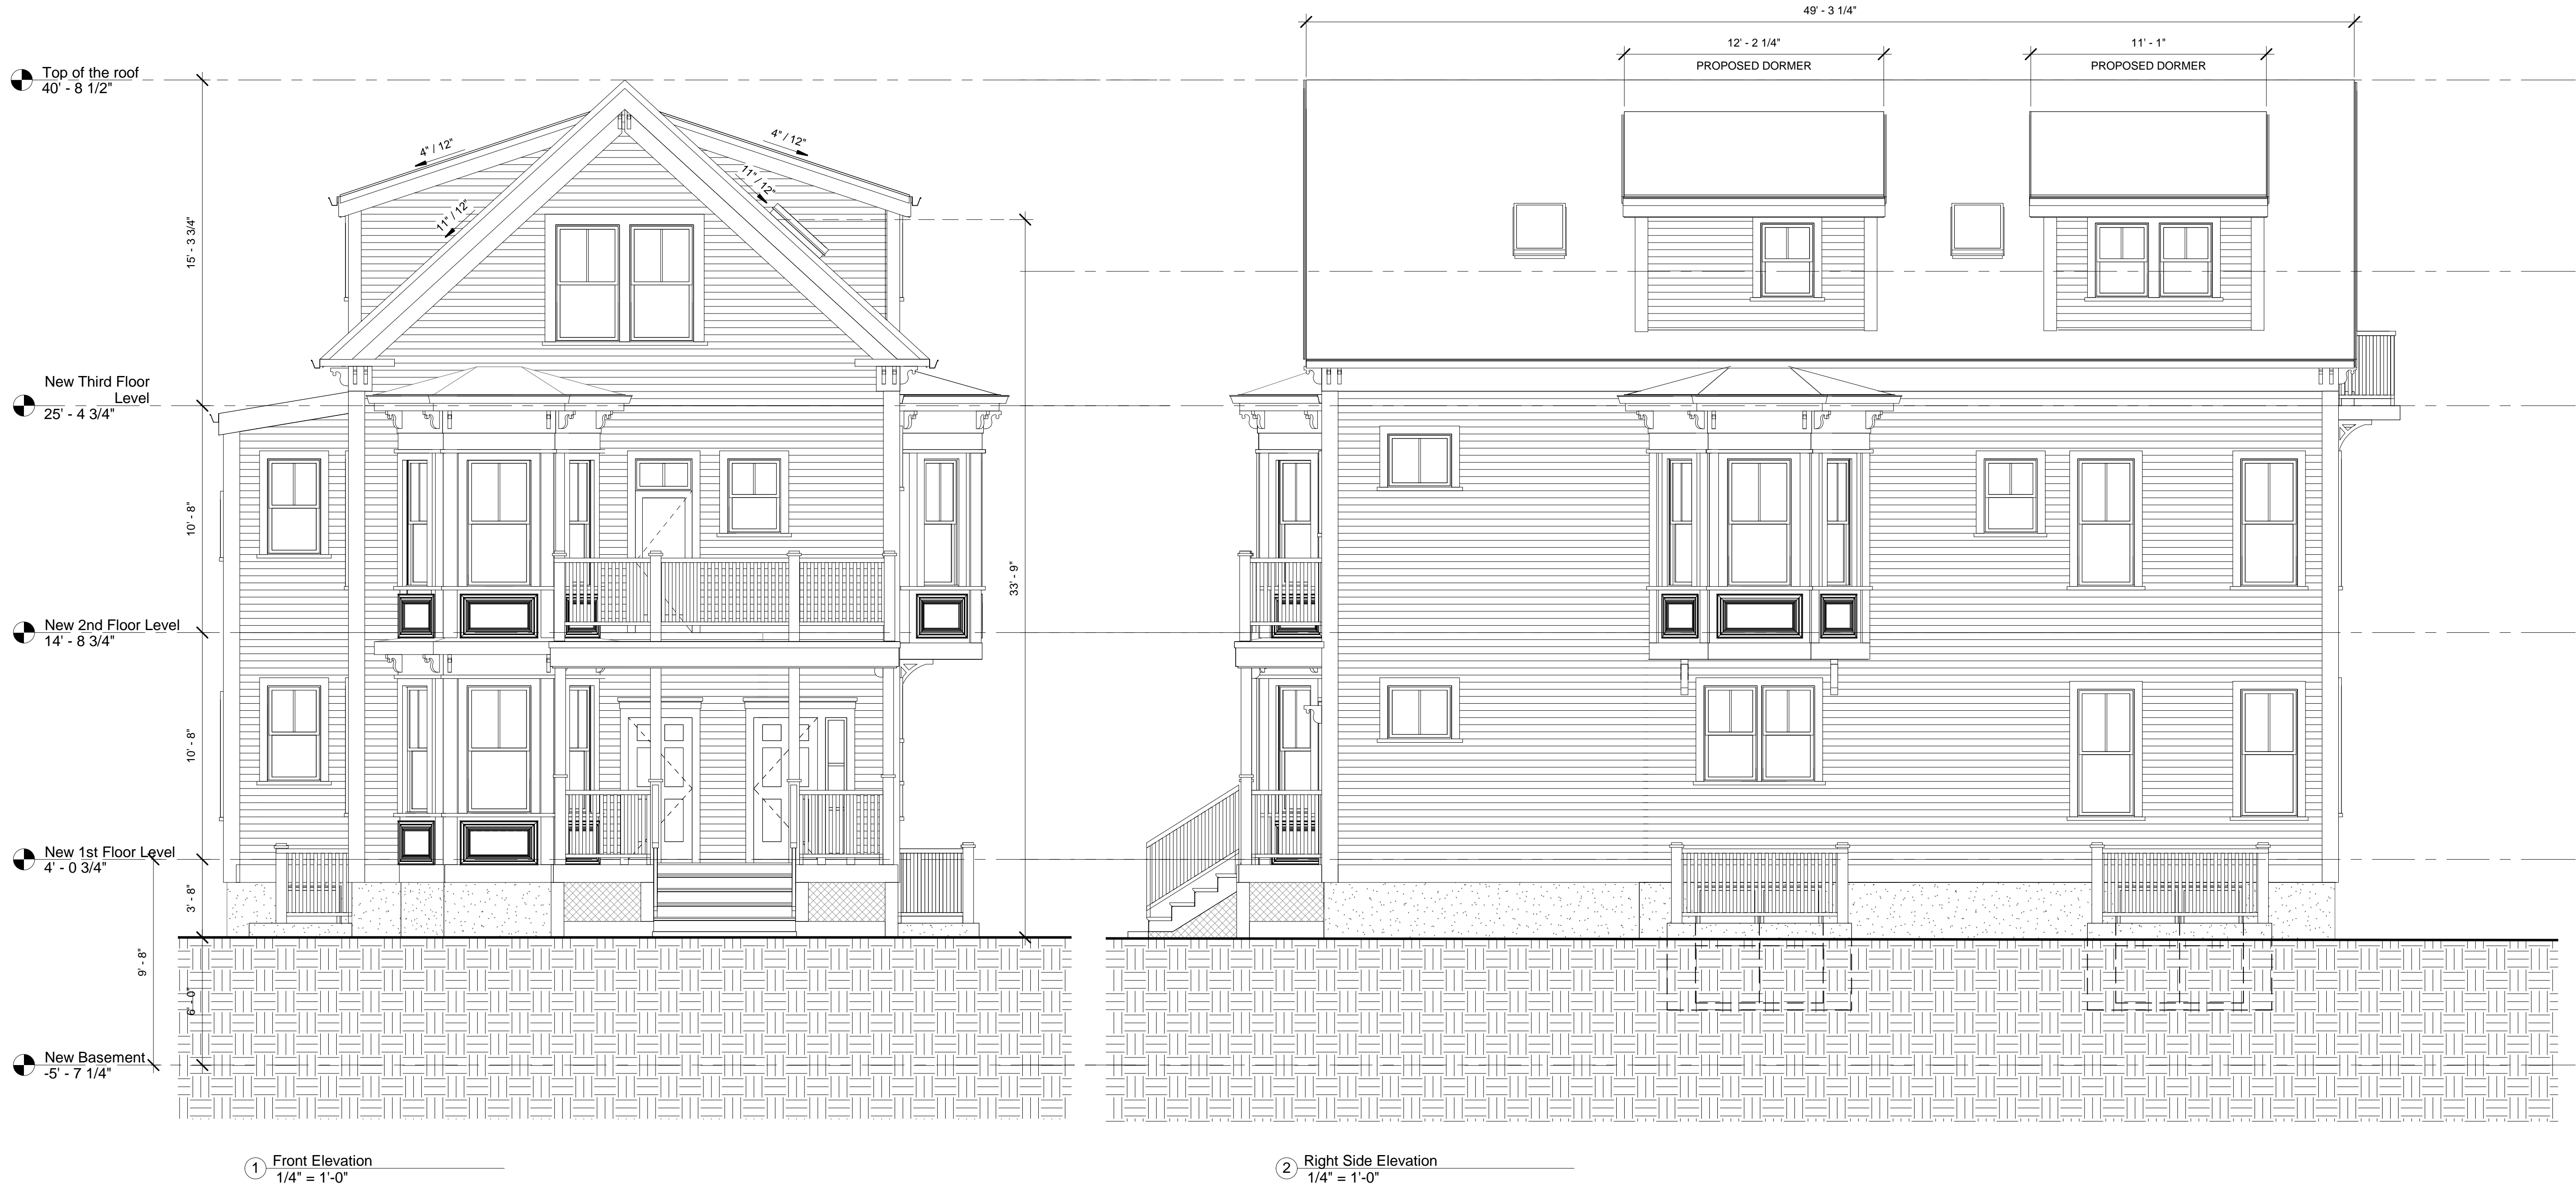 49' - 3 1/4"
12' - 2 1/4"
PROPOSED DORMER
11' - 1"
PROPOSED DORMER
Top of the roof
40' - 8 1/2"
4" / 12"
4" / 12"
11" / 12"
11" / 12"
15' - 3 3/4"
New Third Floor
Level
25' - 4 3/4"
10' - 8"
33' - 9"
New 2nd Floor Level
14' - 8 3/4"
10' - 8"
New 1st Floor Level
4' - 0 3/4"
3' - 8"
9' - 8"
6' - 0"
New Basement
-5' - 7 1/4"
1
Front Elevation
1/4" = 1'-0"
2
Right Side Elevation
1/4" = 1'-0"